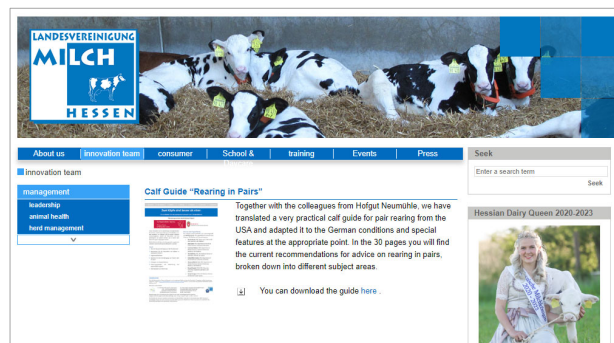 LANDESVEREINIGUNG
MILCH
HESSEN
About us
innovation team
consumer
School &
training
Events
Press
innovation team
management
leadership
animal health
herd management
Calf Guide “Rearing in Pairs”
Together with the colleagues from Hofgut Neumühle, we have
translated a very practical calf guide for pair rearing from the
USA and adapted it to the German conditions and special
features at the appropriate point. In the 30 pages you will find
the current recommendations for advice on rearing in pairs,
broken down into different subject areas.
You can download the guide here .
Seek
Enter a search term
Seek
Hessian Dairy Queen 2020-2023